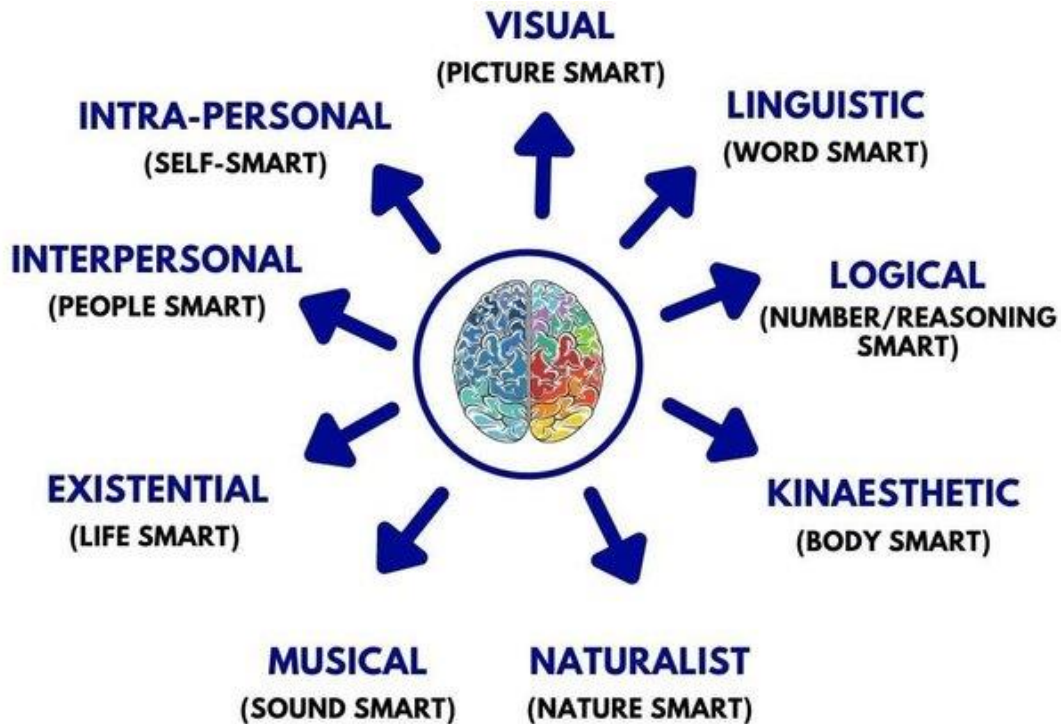 VISUAL
(PICTURE SMART)
LINGUISTIC
(WORD SMART)
LOGICAL
(NUMBER/REASONING
SMART)
KINAESTHETIC
(BODY SMART)
NATURALIST
(NATURE SMART)
MUSICAL
(SOUND SMART)
EXISTENTIAL
(LIFE SMART)
INTERPERSONAL
(PEOPLE SMART)
INTRA-PERSONAL
(SELF-SMART)